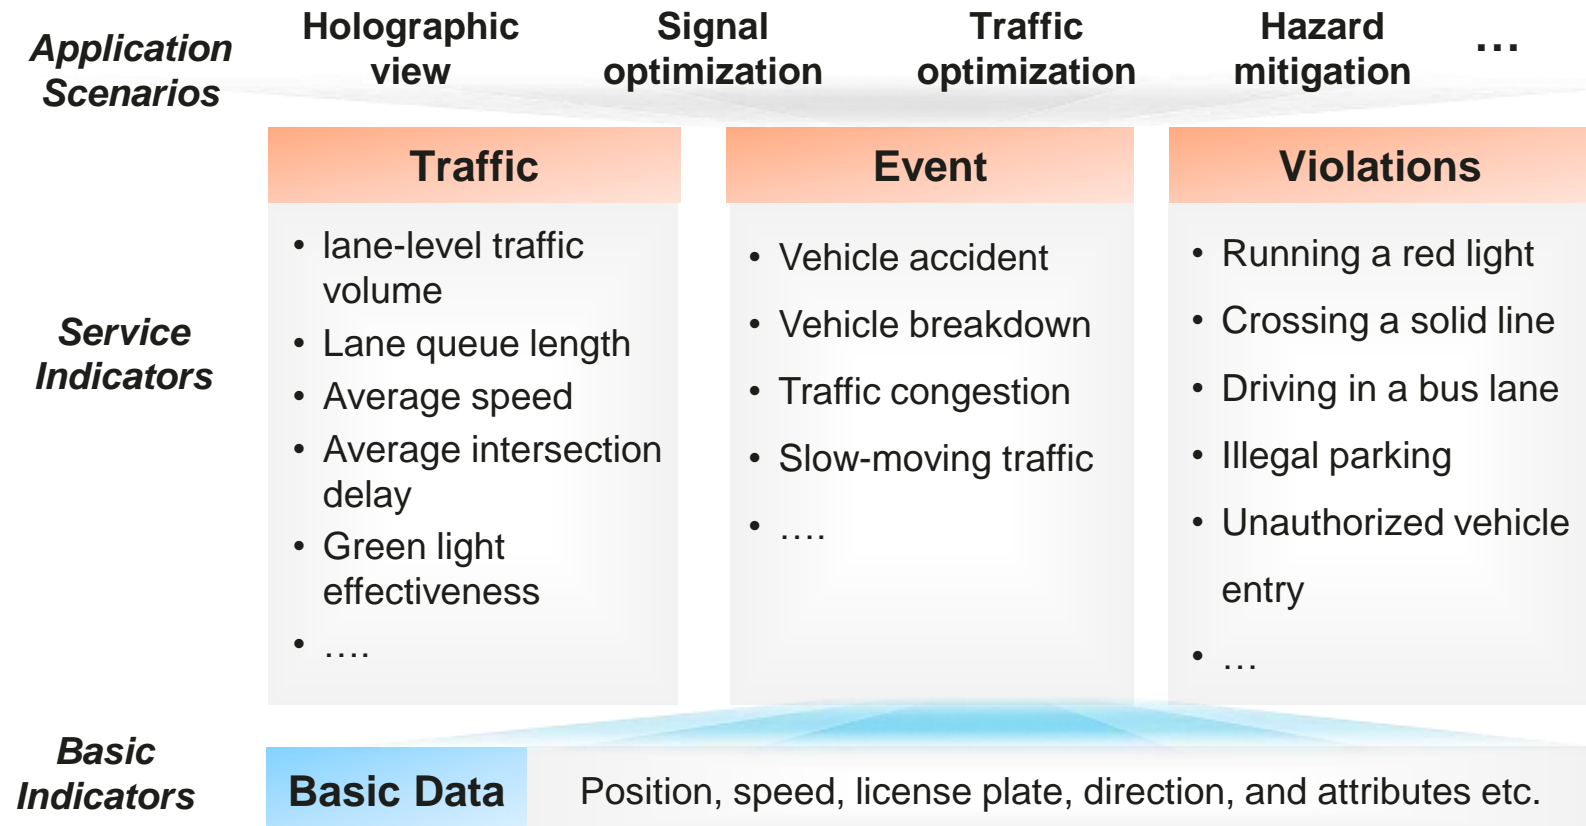 Application
Scenarios
Holographic
view
Signal
optimization
Traffic
optimization
Hazard
mitigation
...
Service
Indicators
Traffic
• lane-level traffic
volume
• Lane queue length
• Average speed
• Average intersection
delay
• Green light
effectiveness
• ....
Event
• Vehicle accident
• Vehicle breakdown
• Traffic congestion
• Slow-moving traffic
• ....
Violations
• Running a red light
• Crossing a solid line
• Driving in a bus lane
• Illegal parking
• Unauthorized vehicle
entry
• ...
Basic
Indicators
Basic Data
Position, speed, license plate, direction, and attributes etc.